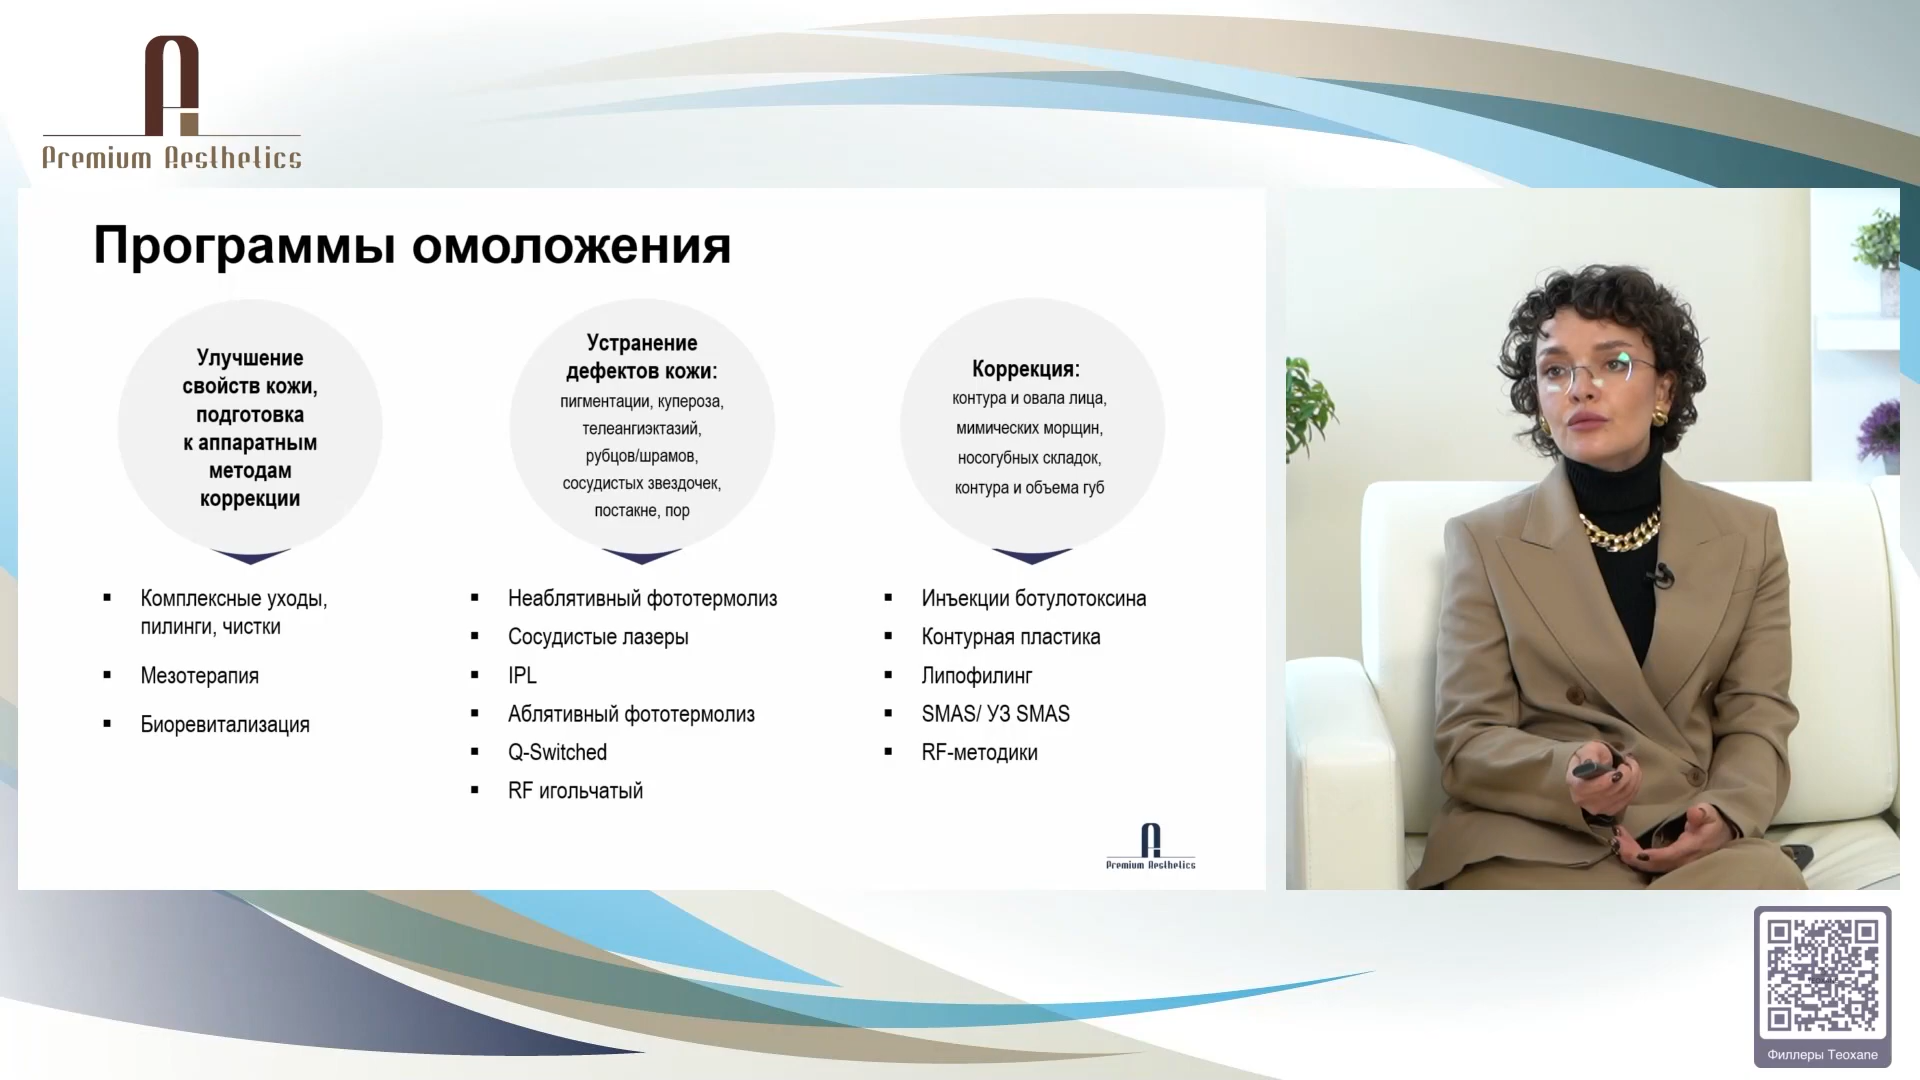 Premium Aesthetics
Программы омоложения
Улучшение
свойств кожи,
подготовка
к аппаратным
методам
коррекции
▪ Комплексные уходы,
пилинги, чистки
▪ Мезотерапия
▪ Биоревитализация
Устранение
дефектов кожи:
пигментации, купероза,
телеангиэктазий,
рубцов/шрамов,
сосудистых звездочек,
постакне, пор
▪ Неаблятивный фототермолиз
▪ Сосудистые лазеры
▪ IPL
▪ Аблятивный фототермолиз
▪ Q-Switched
▪ RF игольчатый
Коррекция:
контура и овала лица,
мимических морщин,
носогубных складок,
контура и объема губ
▪ Инъекции ботулотоксина
▪ Контурная пластика
▪ Липофилинг
▪ SMAS/ УЗ SMAS
▪ RF-методики
Premium Aesthetics
Филлеры Teoxane